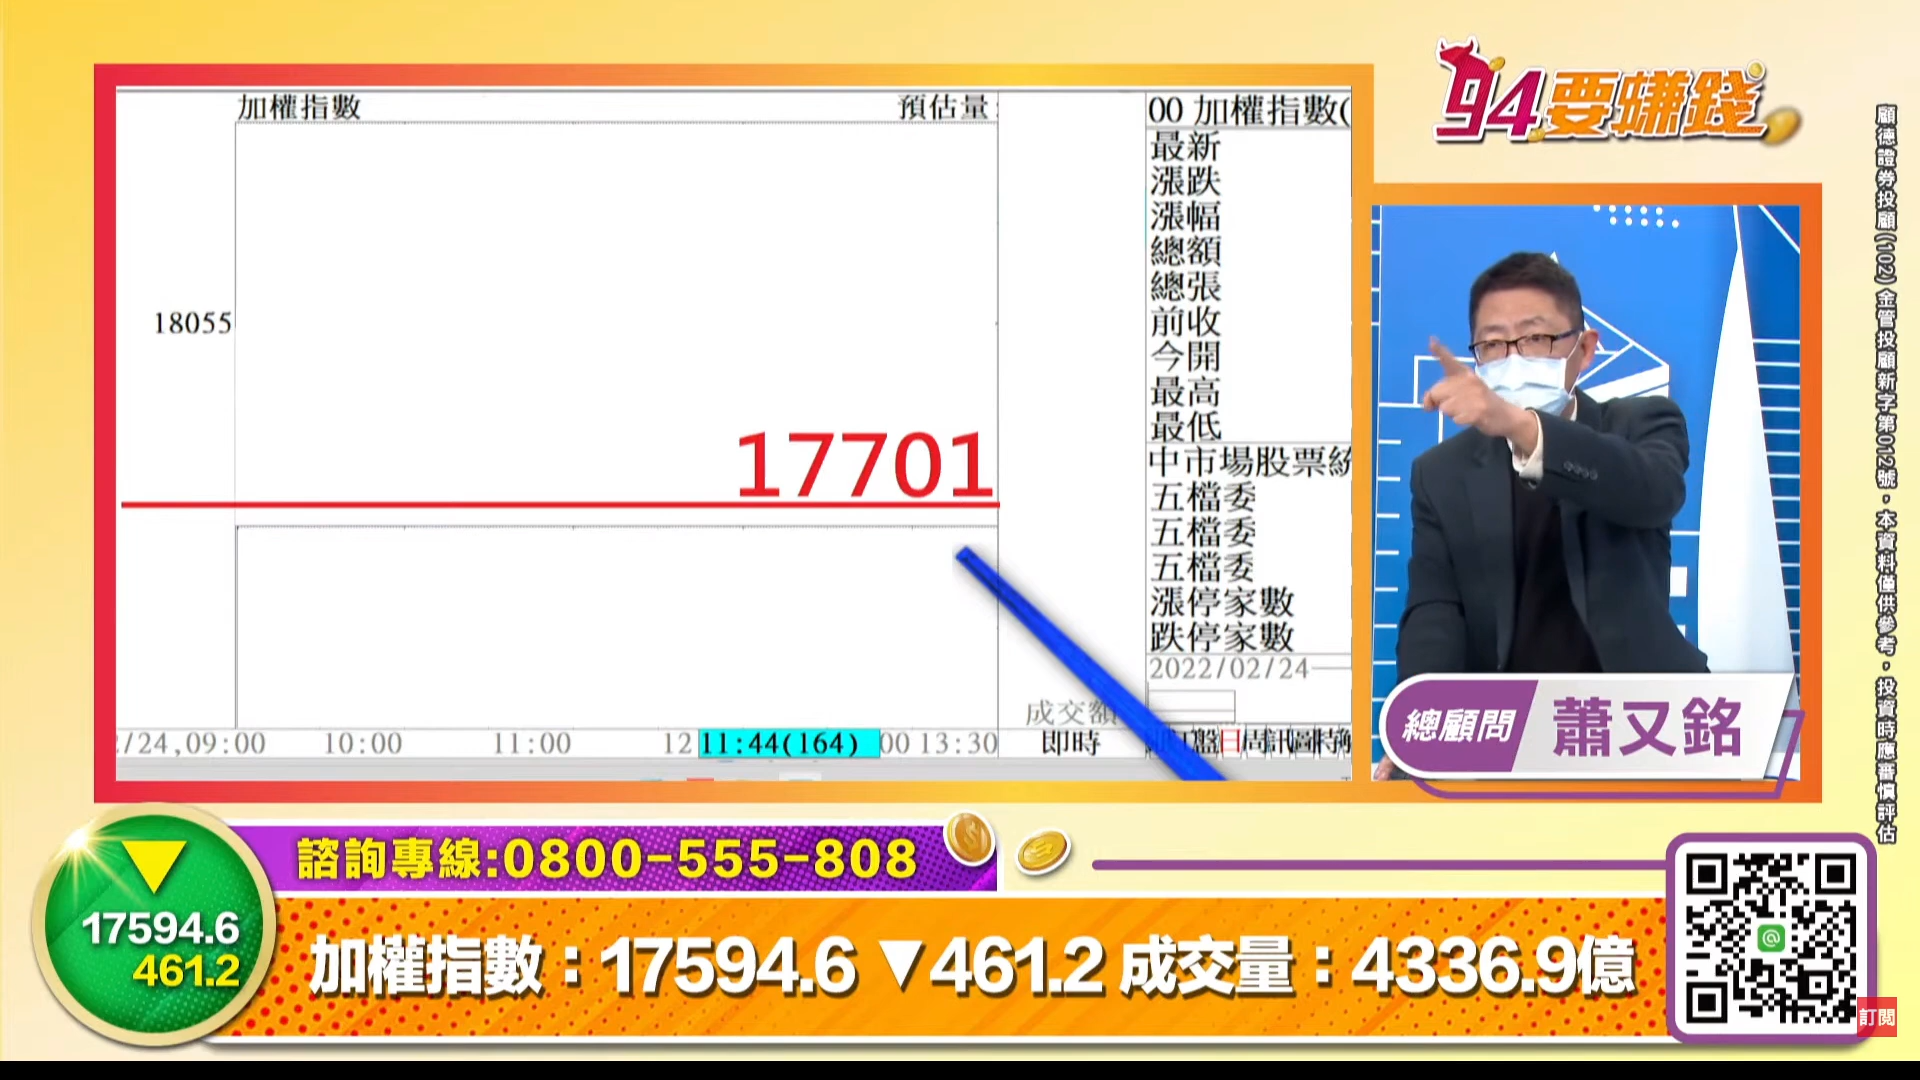 94要賺錢
加權指數
預估量:
18055
17701
2/24,09:00
10:00
11:00
12
11:44(164)
00
13:30
00 加權指數(
最新
漲跌
漲幅
總額
總張
前收
今開
最高
最低
中市場股票統
五檔委
五檔委
五檔委
漲停家數
跌停家數
2022/02/24
成交額
即時
盤日周訊圖特
總顧問 蕭又銘
顧德證券投顧(102)金管投顧新字第012號，本資料僅供參考，投資時應審慎評估
諮詢專線:0800-555-808
▼
17594.6
461.2
加權指數：17594.6 ▼461.2 成交量：4336.9億
訂閱